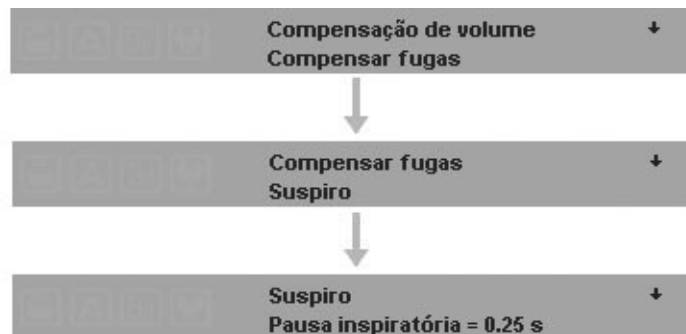 Compensação de volume
Compensar fugas
Compensar fugas
Suspiro
Suspiro
Pausa inspiratória = 0.25 s